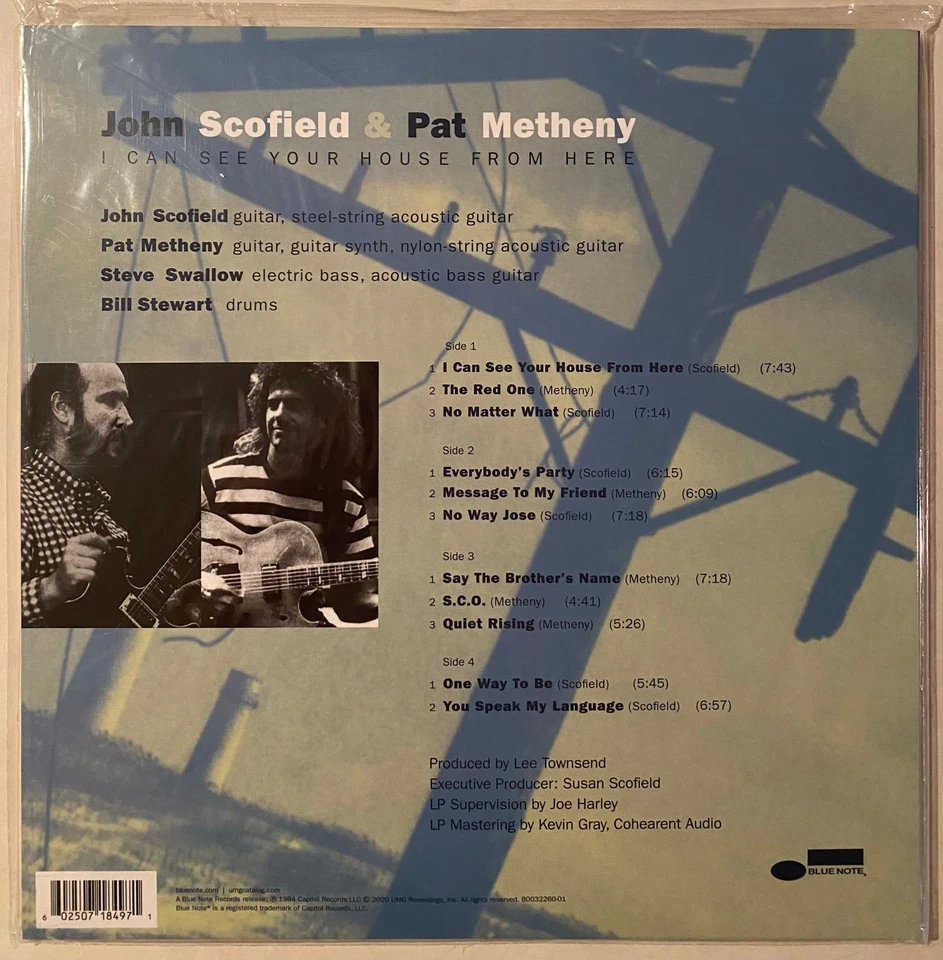 John Scofield & Pat Metheny
I CAN SEE YOUR HOUSE FROM HERE
John Scofield guitar, steel-string acoustic guitar
Pat Metheny guitar, guitar synth, nylon-string acoustic guitar
Steve Swallow electric bass, acoustic bass guitar
Bill Stewart drums
Side 1
1 I Can See Your House From Here (Scofield) (7:43)
2 The Red One (Metheny) (4:17)
3 No Matter What (Scofield) (7:14)
Side 2
1 Everybody's Party (Scofield) (6:15)
2 Message To My Friend (Metheny) (6:09)
3 No Way Jose (Scofield) (7:18)
Side 3
1 Say The Brother's Name (Metheny) (7:18)
2 S.C.O. (Metheny) (4:41)
3 Quiet Rising (Metheny) (5:26)
Side 4
1 One Way To Be (Scofield) (5:45)
2 You Speak My Language (Scofield) (6:57)
Produced by Lee Townsend
Executive Producer: Susan Scofield
LP Supervision by Joe Harley
LP Mastering by Kevin Gray, Cohearent Audio
BLUE NOTE
bluenote.com | umgcatalog.com
A Blue Note Records release; ℗ 1994 Capitol Records LLC © 2020 UMG Recordings, Inc. All rights reserved. B0032260-01
Blue Note® is a registered trademark of Capitol Records, LLC.
6 02507 18497 1